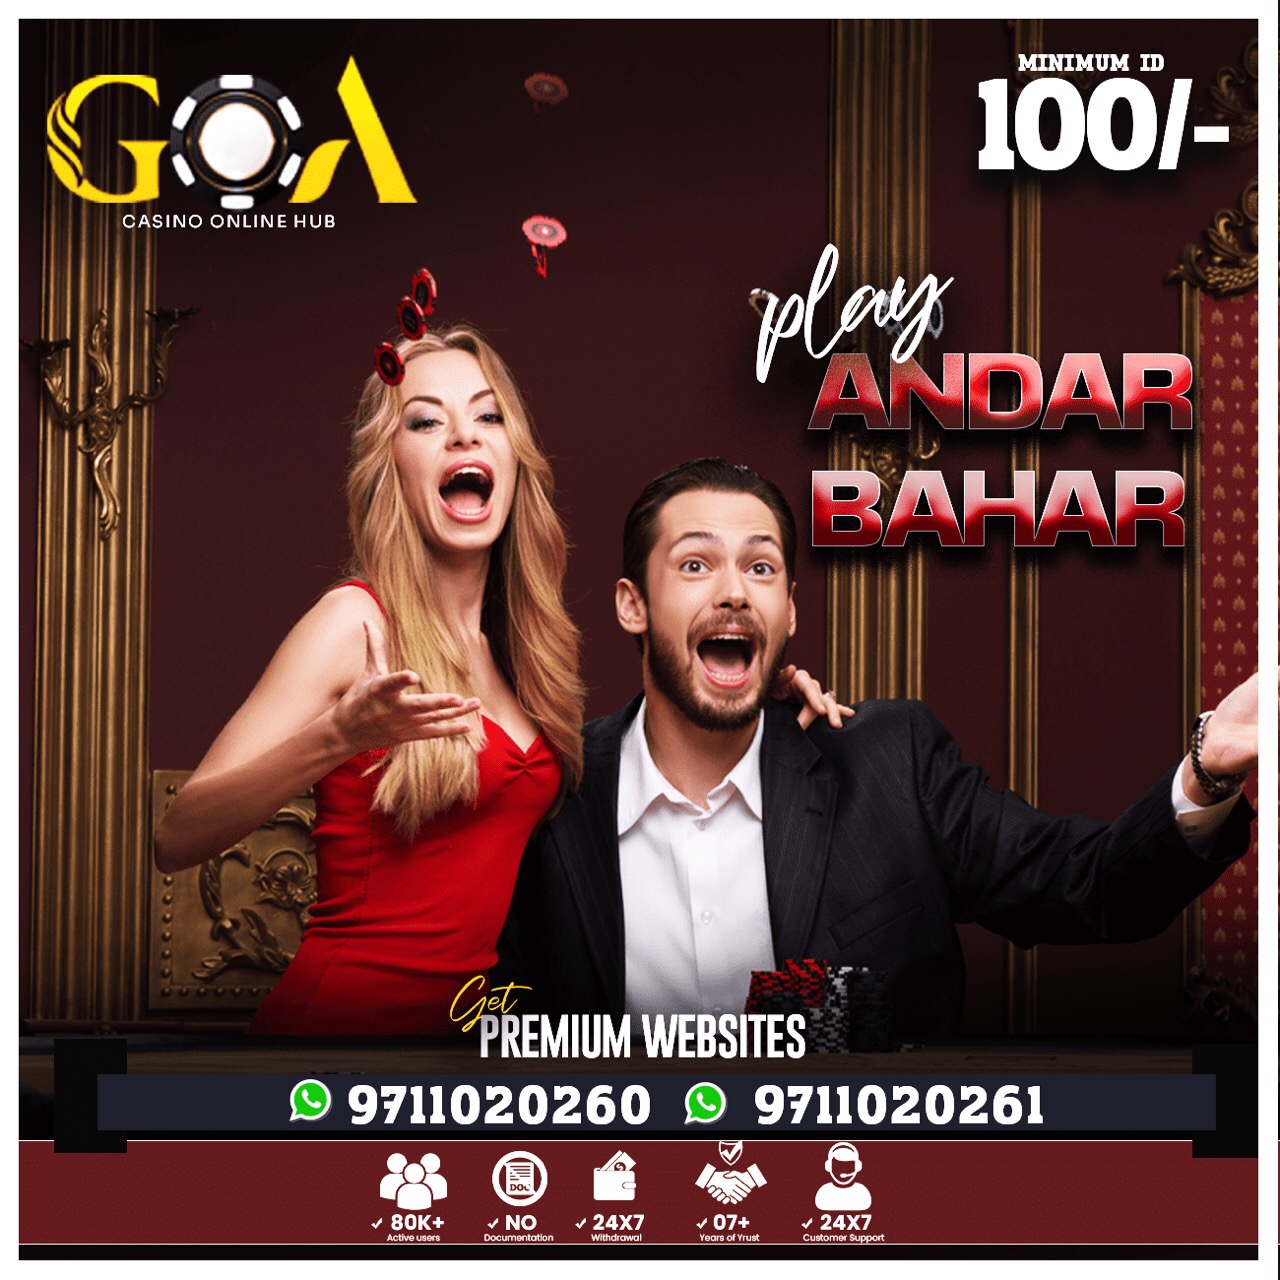 GOA
CASINO ONLINE HUB
MINIMUM ID
100/-
play
ANDAR
BAHAR
Get
PREMIUM WEBSITES
9711020260 9711020261
DOC
80K+ NO 24X7 07+ 24X7
Active users Documentation Withdrawal Years of Yrust Customer Support